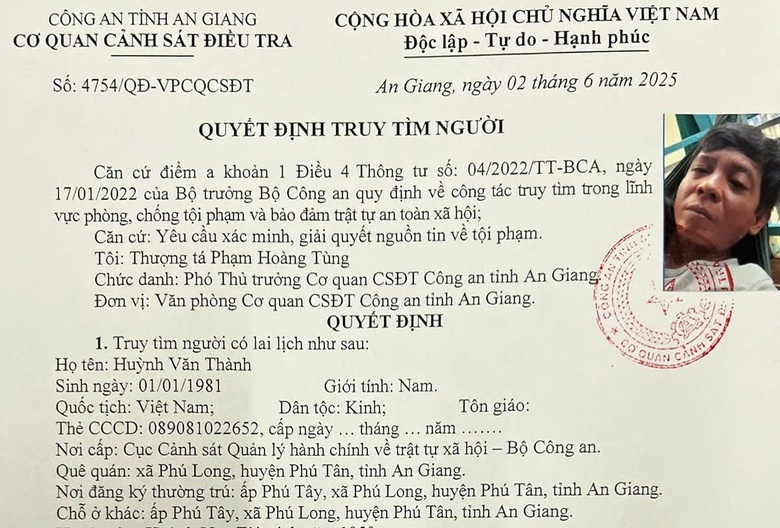 CÔNG AN TỈNH AN GIANG
CƠ QUAN CẢNH SÁT ĐIỀU TRA
CỘNG HÒA XÃ HỘI CHỦ NGHĨA VIỆT NAM
Độc lập - Tự do - Hạnh phúc
Số: 4754/QĐ-VPCQCSĐT
An Giang, ngày 02 tháng 6 năm 2025
QUYẾT ĐỊNH TRUY TÌM NGƯỜI
Căn cứ điểm a khoản 1 Điều 4 Thông tư số: 04/2022/TT-BCA, ngày
17/01/2022 của Bộ trưởng Bộ Công an quy định về công tác truy tìm trong lĩnh
vực phòng, chống tội phạm và bảo đảm trật tự an toàn xã hội;
Căn cứ: Yêu cầu xác minh, giải quyết nguồn tin về tội phạm.
Tôi: Thượng tá Phạm Hoàng Tùng
Chức danh: Phó Thủ trưởng Cơ quan CSĐT Công an tỉnh An Giang
Đơn vị: Văn phòng Cơ quan CSĐT Công an tỉnh An Giang.
CÔNG AN TỈNH
CƠ QUAN CẢNH SÁT
QUYẾT ĐỊNH
1. Truy tìm người có lai lịch như sau:
Họ tên: Huỳnh Văn Thành
Sinh ngày: 01/01/1981 Giới tính: Nam.
Quốc tịch: Việt Nam; Dân tộc: Kinh; Tôn giáo:
Thẻ CCCD: 089081022652, cấp ngày … tháng … năm …….
Nơi cấp: Cục Cảnh sát Quản lý hành chính về trật tự xã hội – Bộ Công an.
Quê quán: xã Phú Long, huyện Phú Tân, tỉnh An Giang.
Nơi đăng ký thường trú: ấp Phú Tây, xã Phú Long, huyện Phú Tân, tỉnh An Giang.
Chỗ ở khác: ấp Phú Tây, xã Phú Long, huyện Phú Tân, tỉnh An Giang.